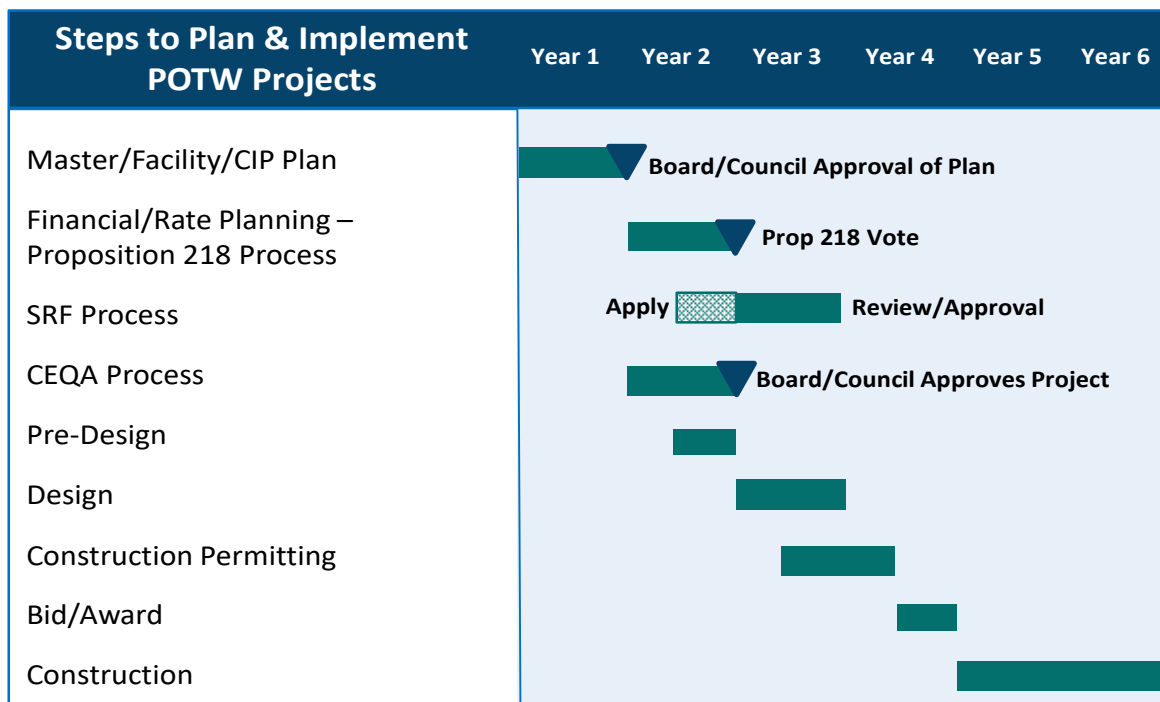 Steps to Plan & Implement
POTW Projects
Year 1 Year 2 Year 3 Year 4 Year 5 Year 6
Master/Facility/CIP Plan
Board/Council Approval of Plan
Financial/Rate Planning –
Proposition 218 Process
Prop 218 Vote
SRF Process
Apply
Review/Approval
CEQA Process
Board/Council Approves Project
Pre-Design
Design
Construction Permitting
Bid/Award
Construction